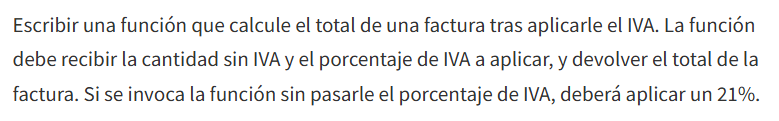 Escribir una función que calcule el total de una factura tras aplicarle el IVA. La función
debe recibir la cantidad sin IVA y el porcentaje de IVA a aplicar, y devolver el total de la
factura. Si se invoca la función sin pasarle el porcentaje de IVA, deberá aplicar un 21%.